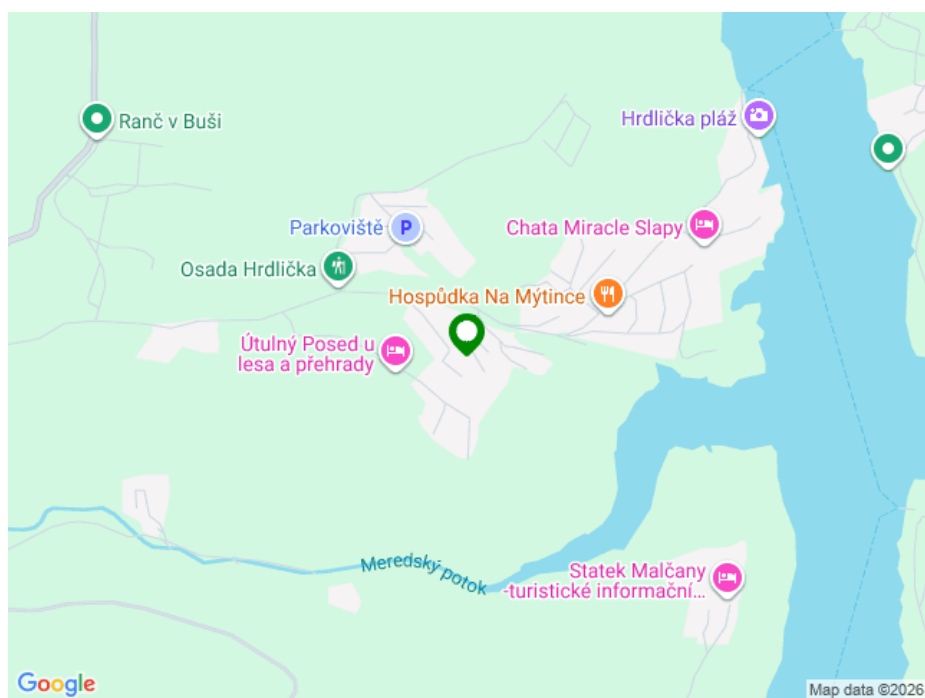 Hrdlička pláž
Ranč v Buši
Parkoviště
P
Chata Miracle Slapy
Osada Hrdlička
Hospůdka Na Mýtince
Útulný Posed u
lesa a přehrady
Meredský potok
Statek Malčany
-turistické informační...
Google
Map data ©2026